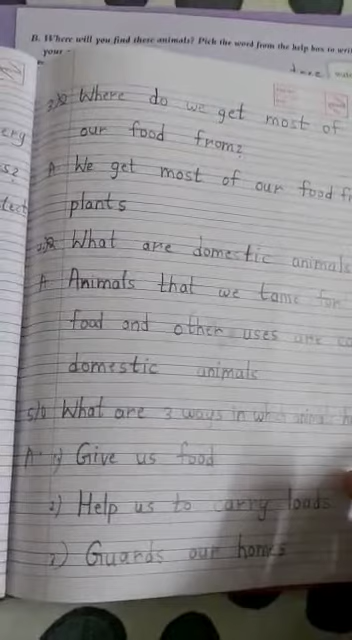 B. Where will you find these animals? Pick the word from the help box to
your
Where do we get most of
our food from?
A We get most of our food
plants
What are domestic animals
A Animals that we tame for
food and other uses are
domestic animals
What are 3 ways in which animals
A 1) Give us food
2) Help us to carry loads
3) Guards our homes